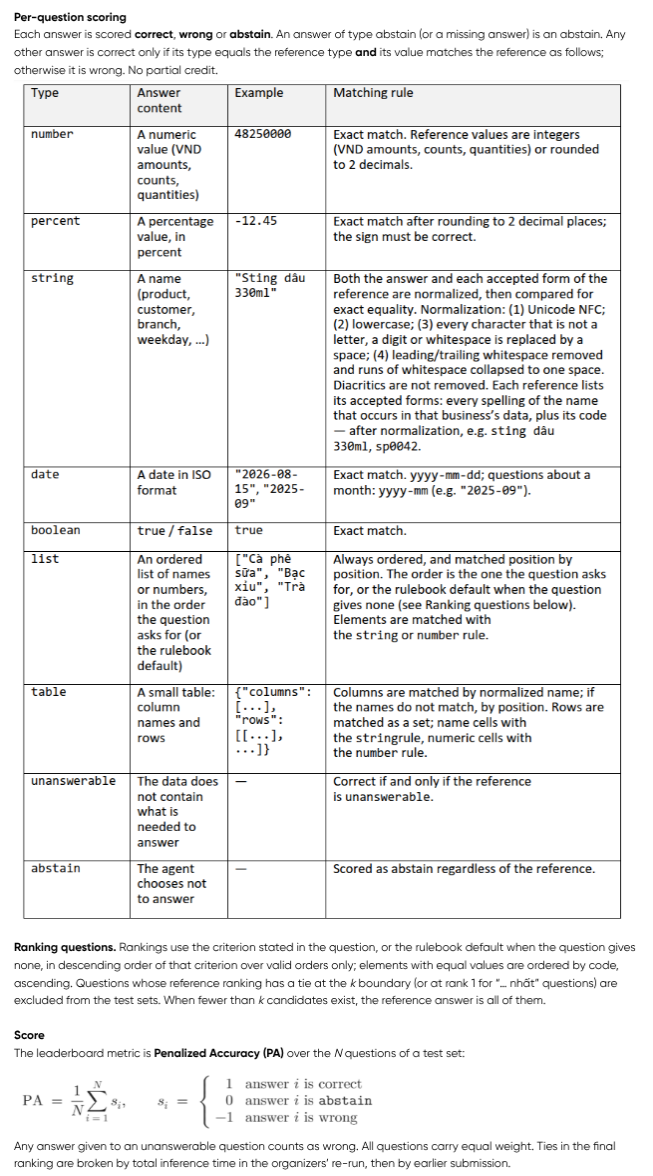 Per-question scoring
Each answer is scored correct, wrong or abstain. An answer of type abstain (or a missing answer) is an abstain. Any
other answer is correct only if its type equals the reference type and its value matches the reference as follows;
otherwise it is wrong. No partial credit.
Type
Answer
content
Example
Matching rule
number
A numeric
value (VND
amounts,
counts,
quantities)
48250000
Exact match. Reference values are integers
(VND amounts, counts, quantities) or rounded
to 2 decimals.
percent
A percentage
value, in
percent
-12.45
Exact match after rounding to 2 decimal places;
the sign must be correct.
string
A name
(product,
customer,
branch,
weekday, ...)
"Sting dâu
330ml"
Both the answer and each accepted form of the
reference are normalized, then compared for
exact equality. Normalization: (1) Unicode NFC;
(2) lowercase; (3) every character that is not a
letter, a digit or whitespace is replaced by a
space; (4) leading/trailing whitespace removed
and runs of whitespace collapsed to one space.
Diacritics are not removed. Each reference lists
its accepted forms: every spelling of the name
that occurs in that business's data, plus its code
— after normalization, e.g. sting dâu
330ml, sp0042.
date
A date in ISO
format
"2026-08-
15", "2025-
09"
Exact match. yyyy-mm-dd; questions about a
month: yyyy-mm (e.g. "2025-09").
boolean
true / false
true
Exact match.
list
An ordered
list of names
or numbers,
in the order
the question
asks for (or
the rulebook
default)
["Cà phê
sữa", "Bạc
xỉu", "Trà
đào"]
Always ordered, and matched position by
position. The order is the one the question asks
for, or the rulebook default when the question
gives none (see Ranking questions below).
Elements are matched with
the string or number rule.
table
A small table:
column
names and
rows
{"columns":
[...],
"rows":
[[...],
...]}
Columns are matched by normalized name; if
the names do not match, by position. Rows are
matched as a set; name cells with
the stringrule, numeric cells with
the number rule.
unanswerable
The data does
not contain
what is
needed to
answer
—
Correct if and only if the reference
is unanswerable.
abstain
The agent
chooses not
to answer
—
Scored as abstain regardless of the reference.
Ranking questions. Rankings use the criterion stated in the question, or the rulebook default when the question gives
none, in descending order of that criterion over valid orders only; elements with equal values are ordered by code,
ascending. Questions whose reference ranking has a tie at the k boundary (or at rank 1 for "... nhất" questions) are
excluded from the test sets. When fewer than k candidates exist, the reference answer is all of them.
Score
The leaderboard metric is Penalized Accuracy (PA) over the N questions of a test set:
PA = 1/N ∑ i=1 N s_i, s_i = {
1 answer i is correct
0 answer i is abstain
−1 answer i is wrong
Any answer given to an unanswerable question counts as wrong. All questions carry equal weight. Ties in the final
ranking are broken by total inference time in the organizers' re-run, then by earlier submission.